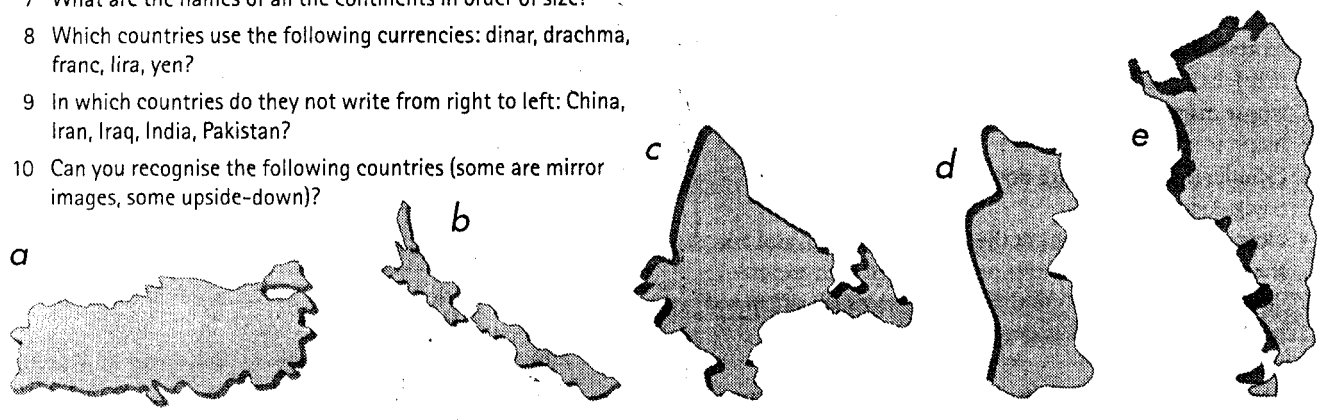 7 What are the names of all the continents in order of size?
8 Which countries use the following currencies: dinar, drachma,
franc, lira, yen?
9 In which countries do they not write from right to left: China,
Iran, Iraq, India, Pakistan?
10 Can you recognise the following countries (some are mirror
images, some upside-down)?
a
b
c
d
e